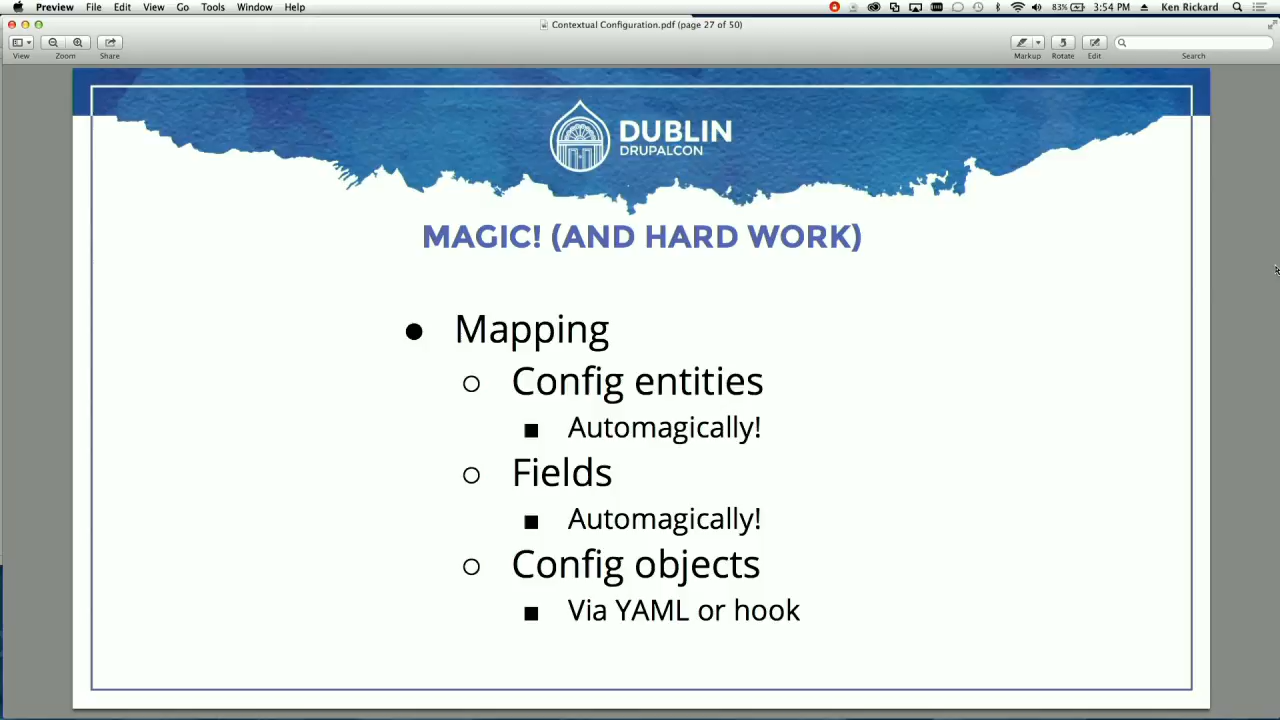 Preview File Edit View Go Tools Window Help 83% 3:54 PM Ken Rickard
Contextual Configuration.pdf (page 27 of 50)
View Zoom Share Markup Rotate Edit Search
DUBLIN
DRUPALCON
MAGIC! (AND HARD WORK)
● Mapping
○ Config entities
■ Automagically!
○ Fields
■ Automagically!
○ Config objects
■ Via YAML or hook